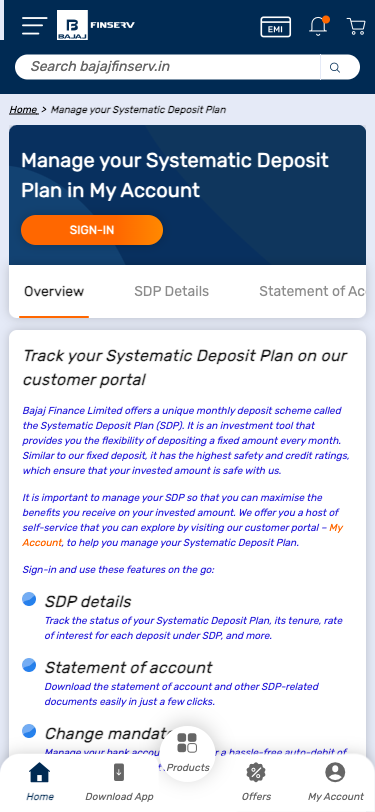 BAJAJ
FINSERV
EMI
Search bajajfinserv.in
Home > Manage your Systematic Deposit Plan
Manage your Systematic Deposit
Plan in My Account
SIGN-IN
Overview SDP Details Statement of Ac
Track your Systematic Deposit Plan on our
customer portal
Bajaj Finance Limited offers a unique monthly deposit scheme called
the Systematic Deposit Plan (SDP). It is an investment tool that
provides you the flexibility of depositing a fixed amount every month.
Similar to our fixed deposit, it has the highest safety and credit ratings,
which ensure that your invested amount is safe with us.
It is important to manage your SDP so that you can maximise the
benefits you receive on your invested amount. We offer you a host of
self-service that you can explore by visiting our customer portal – My
Account, to help you manage your Systematic Deposit Plan.
Sign-in and use these features on the go:
SDP details
Track the status of your Systematic Deposit Plan, its tenure, rate
of interest for each deposit under SDP, and more.
Statement of account
Download the statement of account and other SDP-related
documents easily in just a few clicks.
Change mandat
Manage your bank accou r a hassle-free auto-debit of
Products
Home Download App Offers My Account